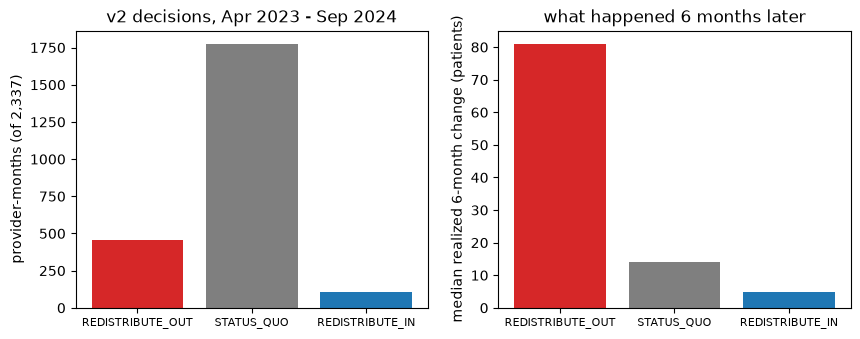 v2 decisions, Apr 2023 - Sep 2024
provider-months (of 2,337)
1750
1500
1250
1000
750
500
250
0
REDISTRIBUTE_OUT STATUS_QUO REDISTRIBUTE_IN
what happened 6 months later
median realized 6-month change (patients)
80
70
60
50
40
30
20
10
0
REDISTRIBUTE_OUT STATUS_QUO REDISTRIBUTE_IN